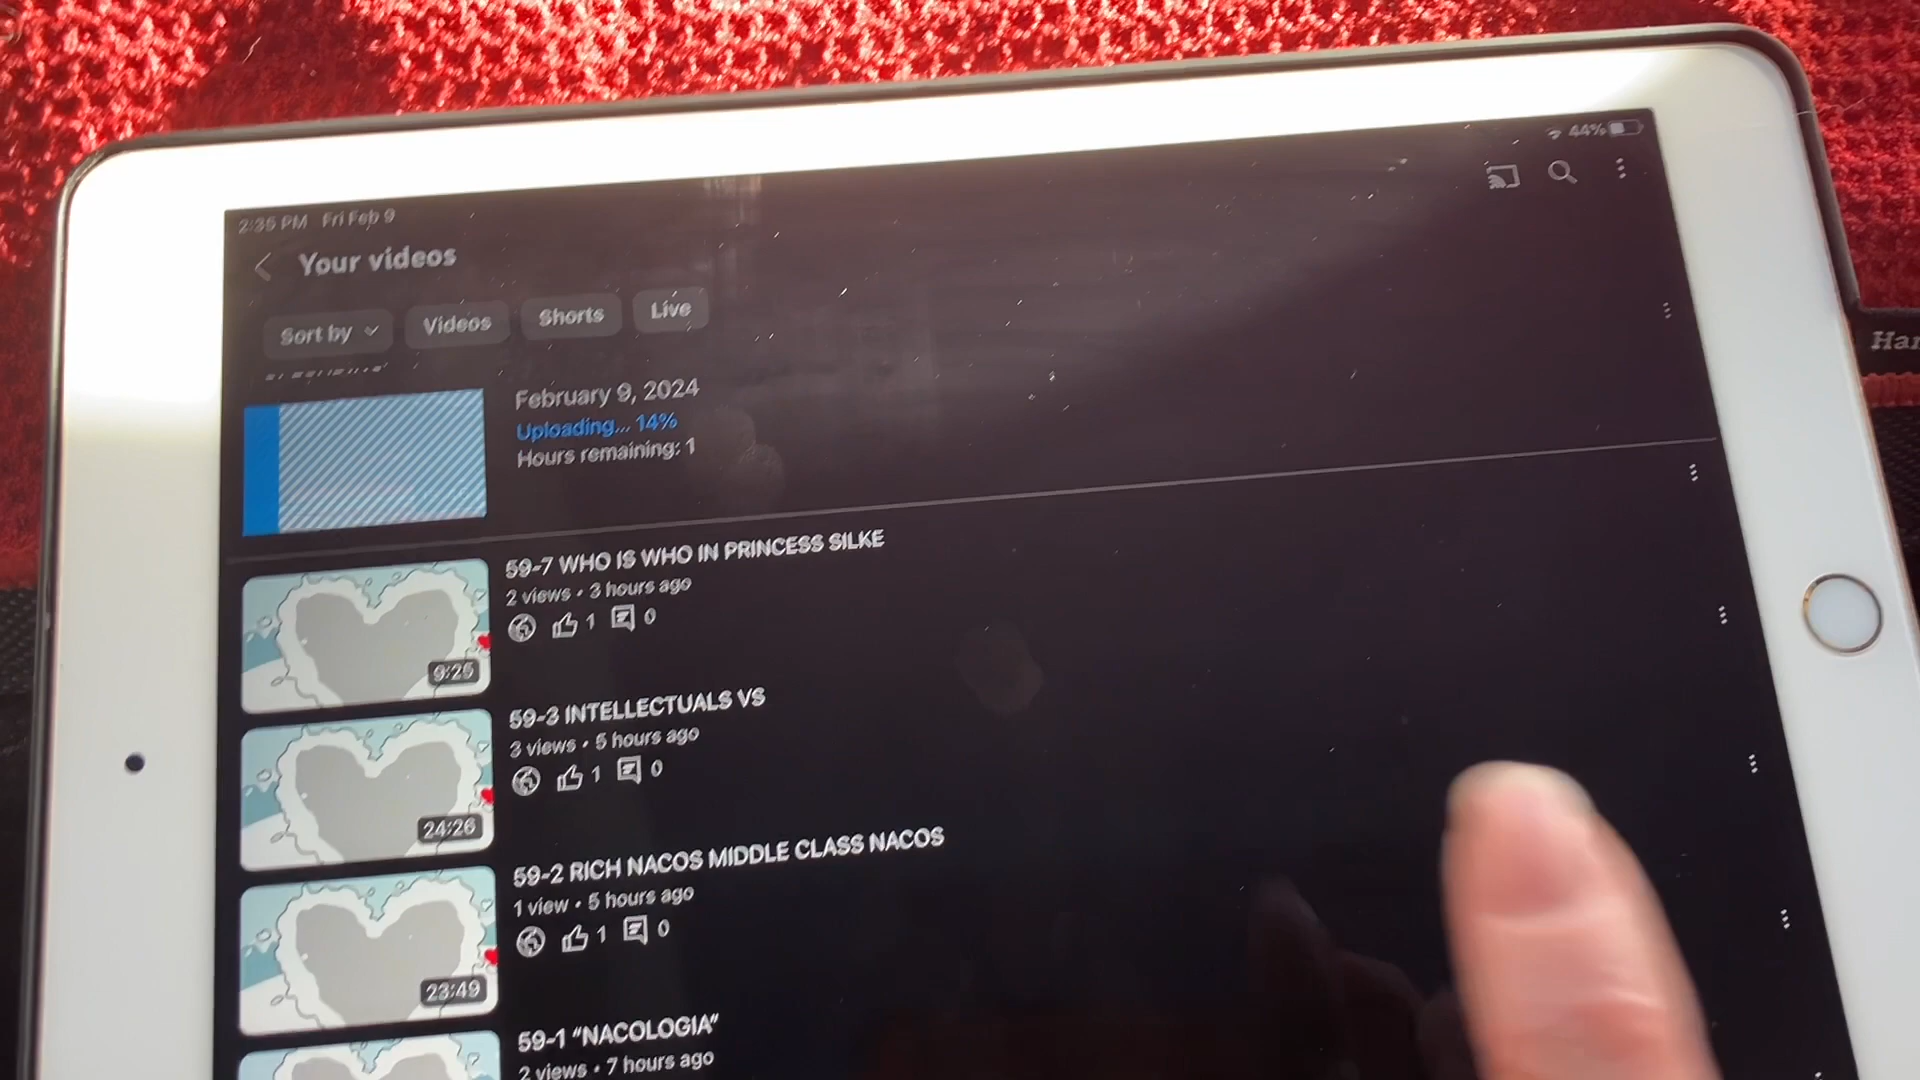 2:35 PM Fri Feb 9
44%
Your videos
Sort by
Videos
Shorts
Live
February 9, 2024
Uploading... 14%
Hours remaining: 1
59-7 WHO IS WHO IN PRINCESS SILKE
2 views • 3 hours ago
1 0
9:25
59-3 INTELLECTUALS VS
3 views • 5 hours ago
1 0
24:26
59-2 RICH NACOS MIDDLE CLASS NACOS
1 view • 5 hours ago
1 0
23:49
59-1 "NACOLOGIA"
2 views • 7 hours ago